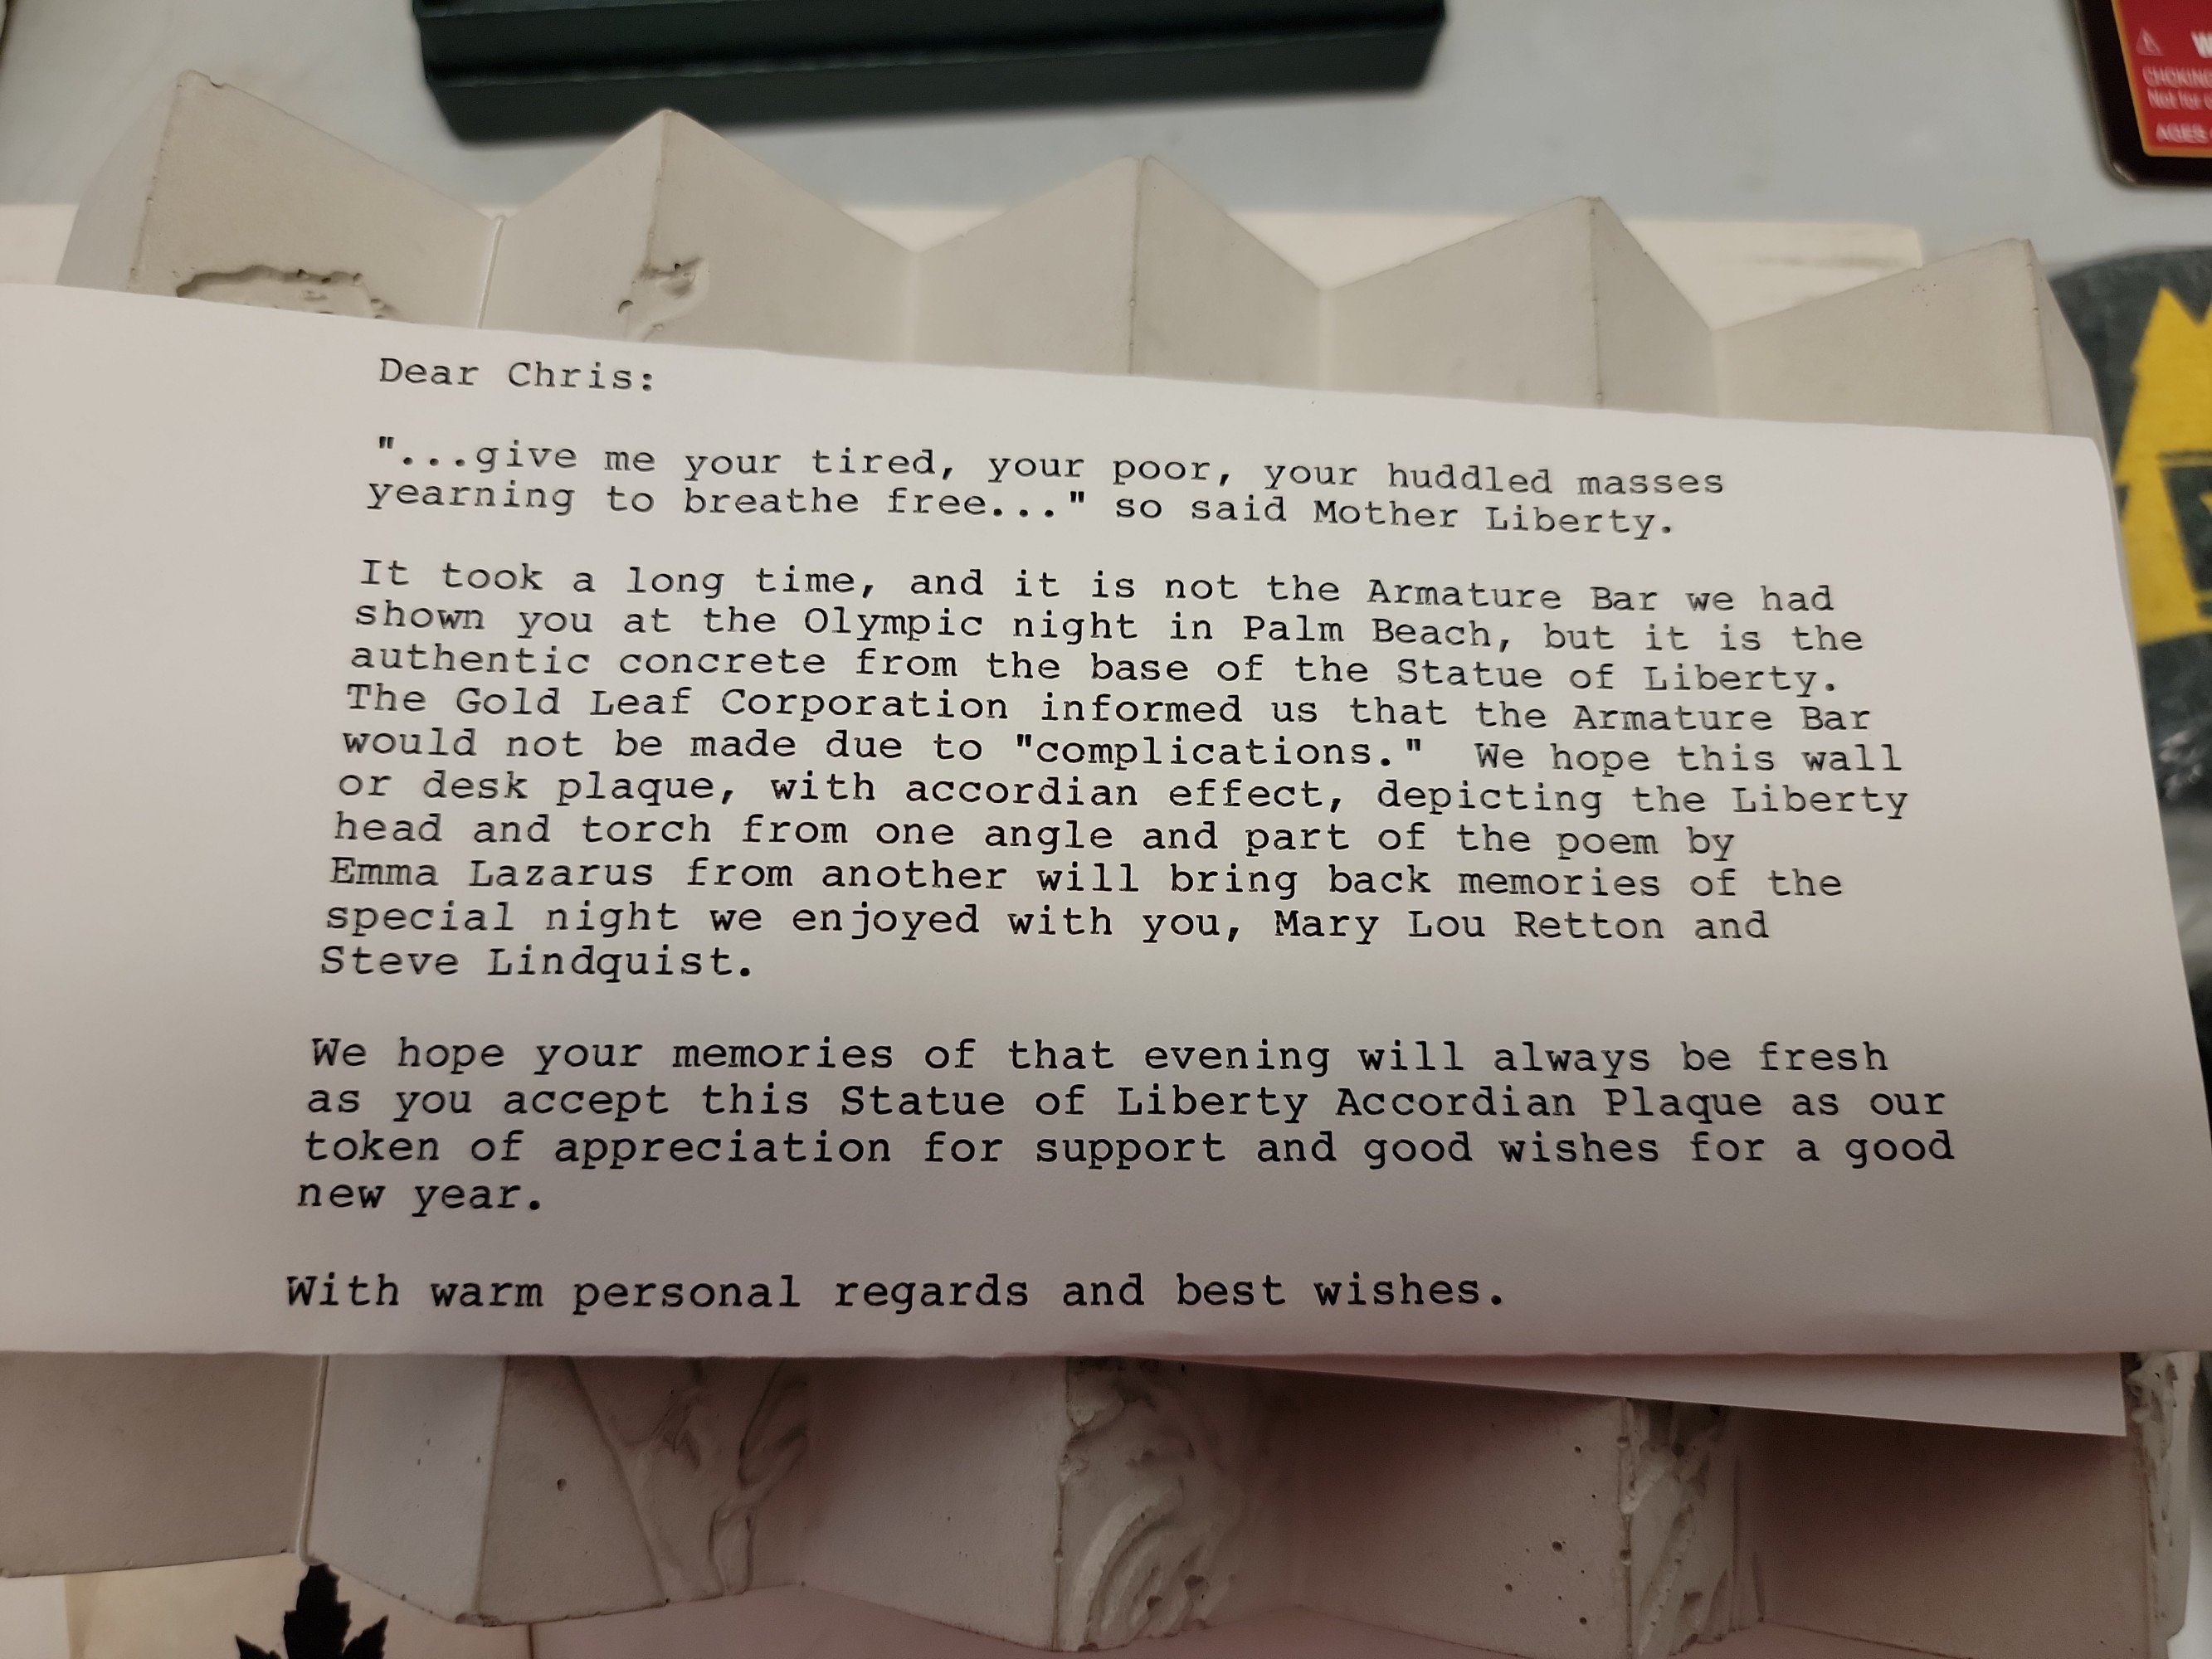 W
CHOKING
Not for
AGES
Dear Chris:
"...give me your tired, your poor, your huddled masses
yearning to breathe free..." so said Mother Liberty.
It took a long time, and it is not the Armature Bar we had
shown you at the Olympic night in Palm Beach, but it is the
authentic concrete from the base of the Statue of Liberty.
The Gold Leaf Corporation informed us that the Armature Bar
would not be made due to "complications." We hope this wall
or desk plaque, with accordian effect, depicting the Liberty
head and torch from one angle and part of the poem by
Emma Lazarus from another will bring back memories of the
special night we enjoyed with you, Mary Lou Retton and
Steve Lindquist.
We hope your memories of that evening will always be fresh
as you accept this Statue of Liberty Accordian Plaque as our
token of appreciation for support and good wishes for a good
new year.
With warm personal regards and best wishes.